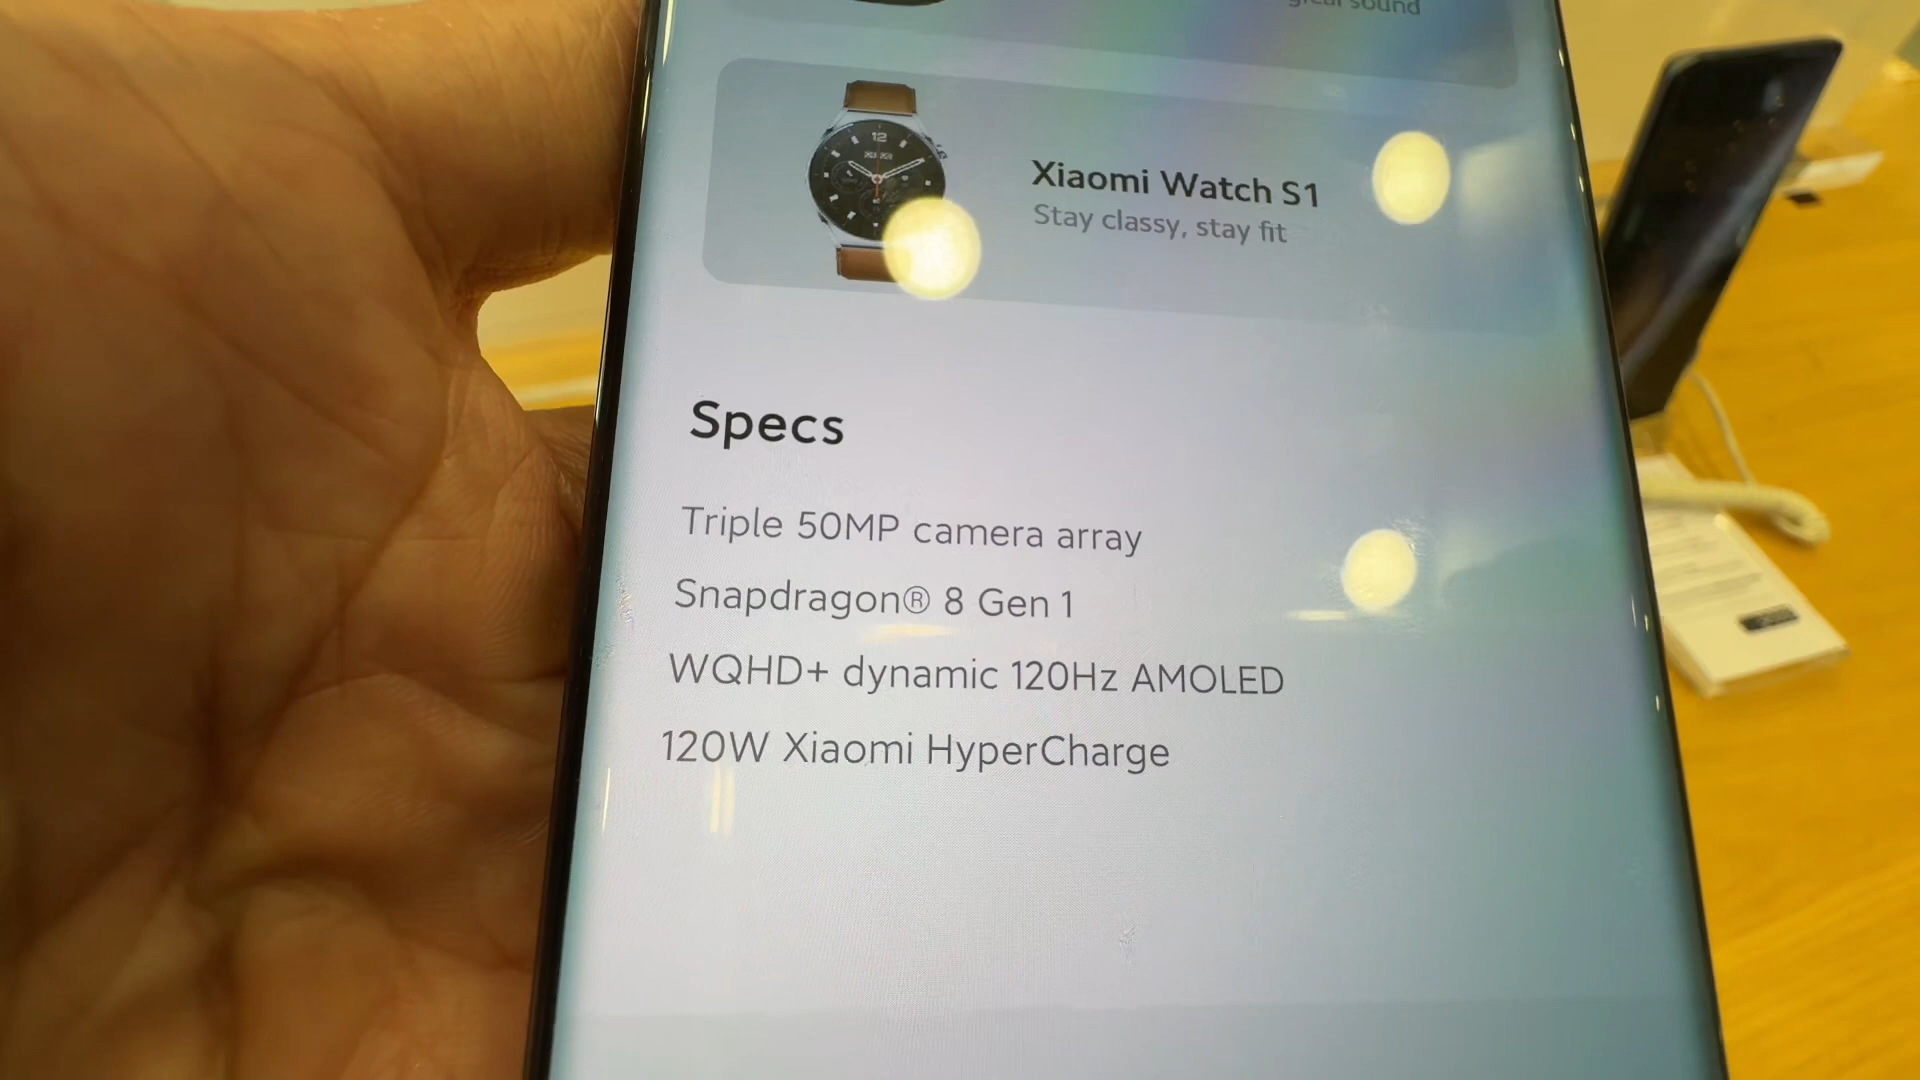 sound
Xiaomi Watch S1
Stay classy, stay fit
Specs
Triple 50MP camera array
Snapdragon® 8 Gen 1
WQHD+ dynamic 120Hz AMOLED
120W Xiaomi HyperCharge